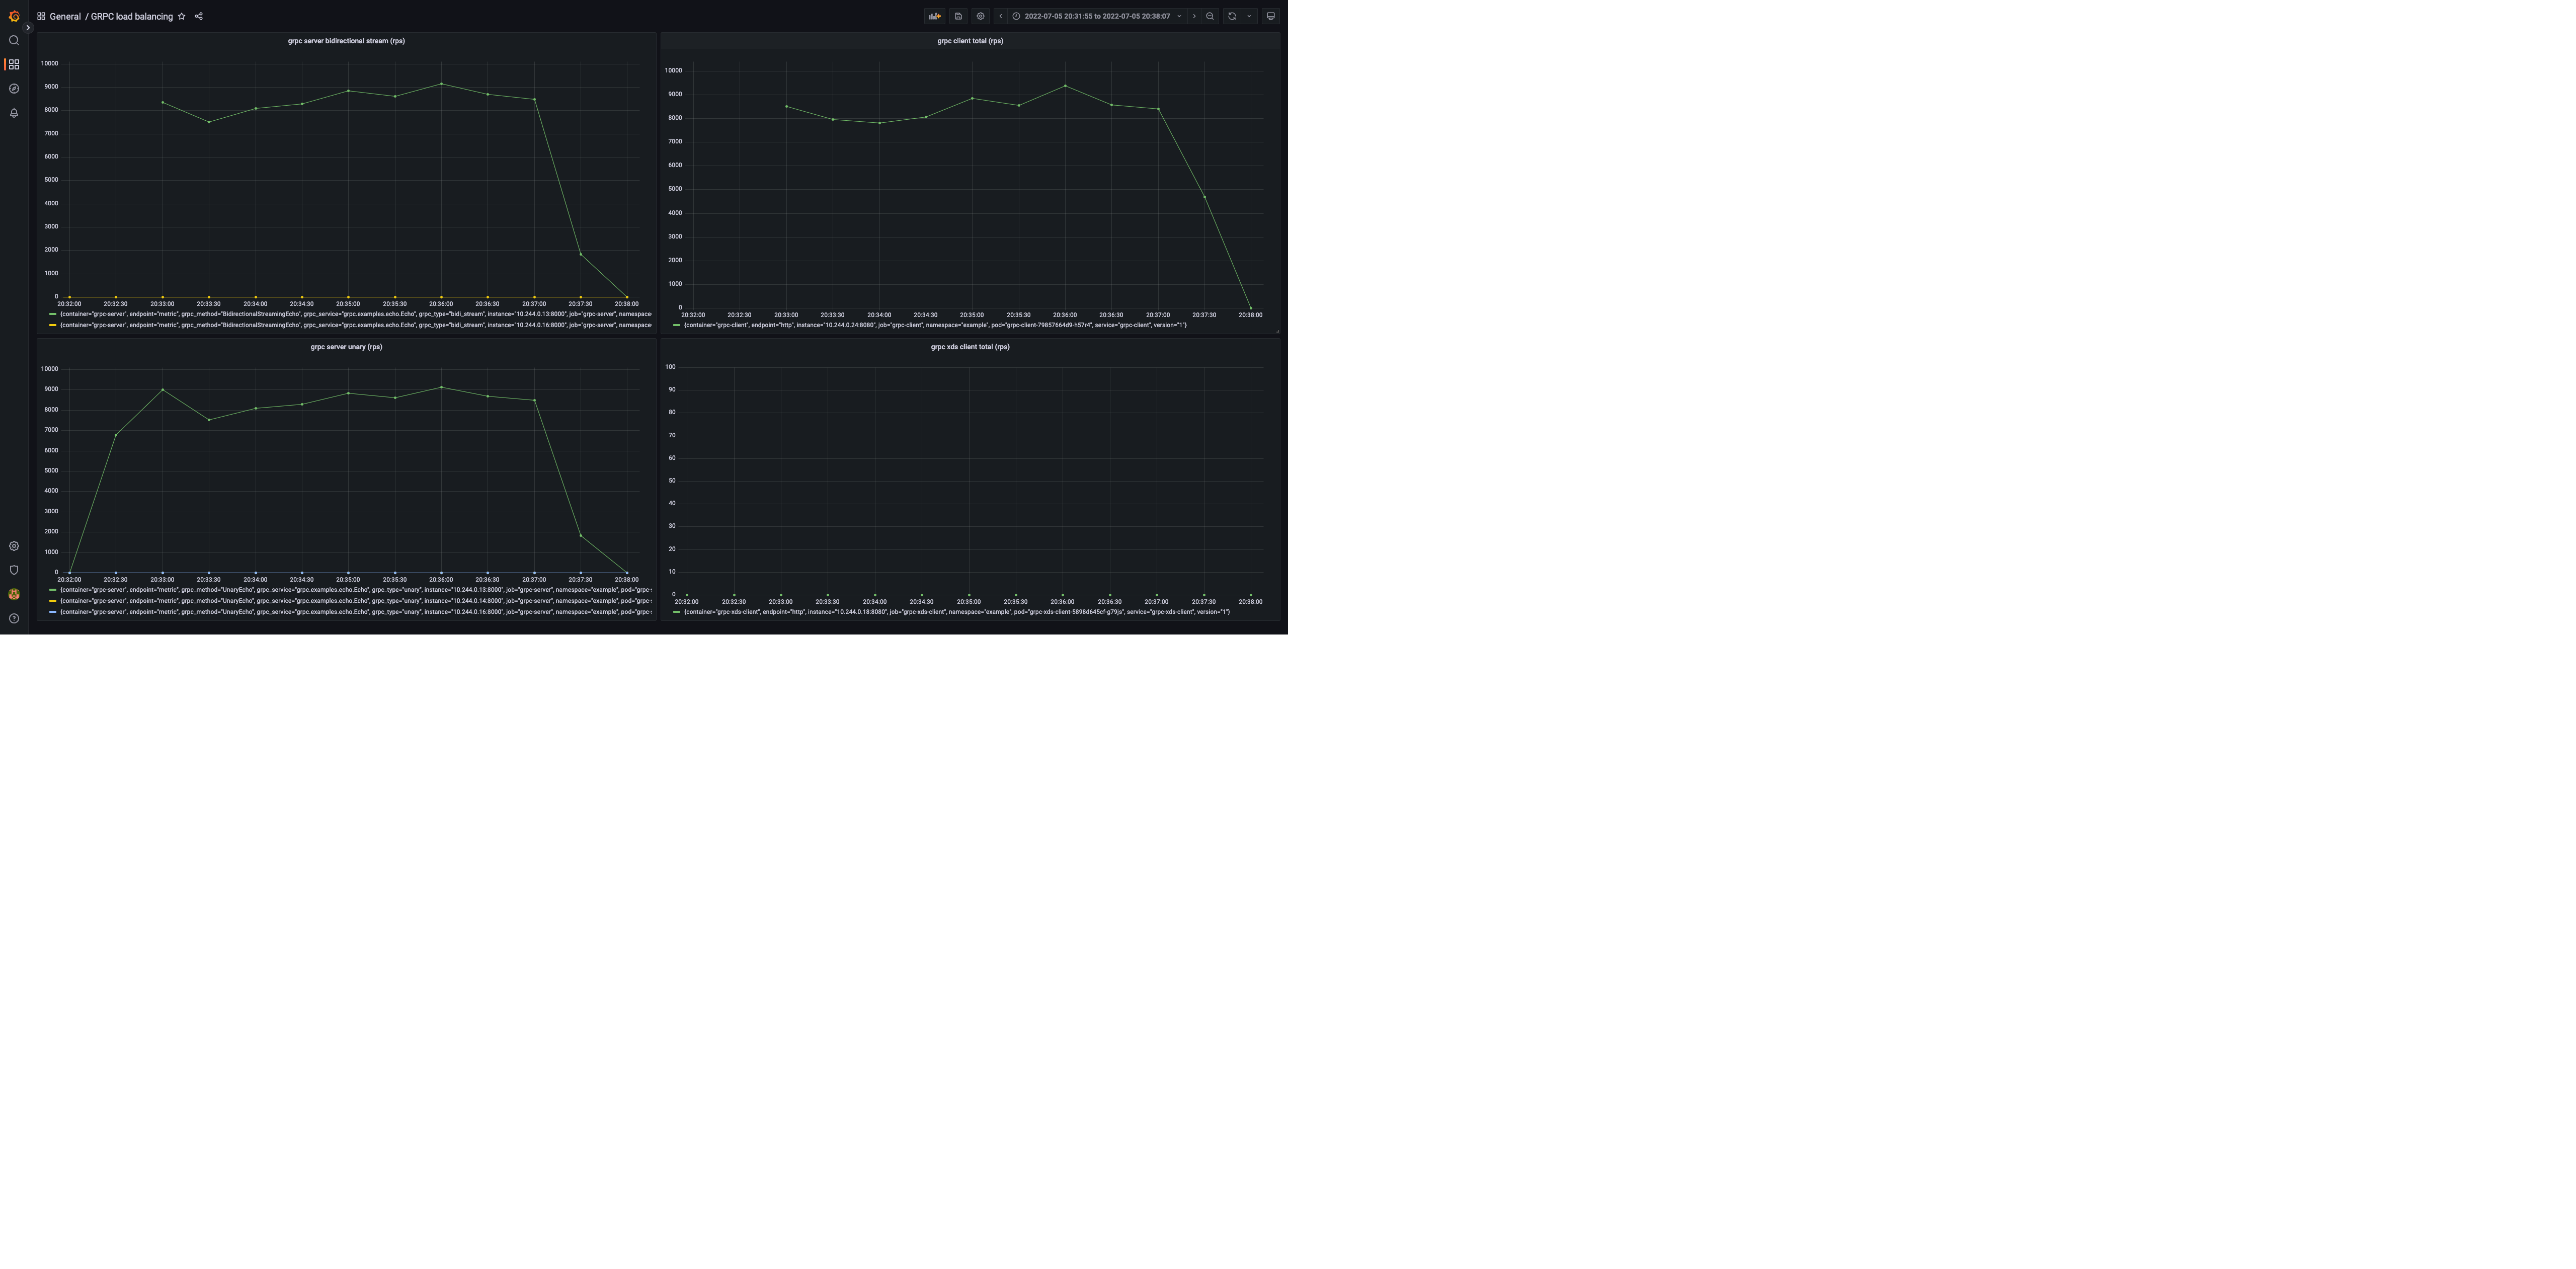 General / GRPC load balancing
2022-07-05 20:31:55 to 2022-07-05 20:38:07
grpc server bidirectional stream (rps)
10000
9000
8000
7000
6000
5000
4000
3000
2000
1000
0
20:32:00 20:32:30 20:33:00 20:33:30 20:34:00 20:34:30 20:35:00 20:35:30 20:36:00 20:36:30 20:37:00 20:37:30 20:38:00
{container="grpc-server", endpoint="metric", grpc_method="BidirectionalStreamingEcho", grpc_service="grpc.examples.echo.Echo", grpc_type="bidi_stream", instance="10.244.0.13:8000", job="grpc-server", namespace=
{container="grpc-server", endpoint="metric", grpc_method="BidirectionalStreamingEcho", grpc_service="grpc.examples.echo.Echo", grpc_type="bidi_stream", instance="10.244.0.16:8000", job="grpc-server", namespace=
grpc client total (rps)
10000
9000
8000
7000
6000
5000
4000
3000
2000
1000
0
20:32:00 20:32:30 20:33:00 20:33:30 20:34:00 20:34:30 20:35:00 20:35:30 20:36:00 20:36:30 20:37:00 20:37:30 20:38:00
{container="grpc-client", endpoint="http", instance="10.244.0.24:8080", job="grpc-client", namespace="example", pod="grpc-client-79857664d9-h57r4", service="grpc-client", version="1"}
grpc server unary (rps)
10000
9000
8000
7000
6000
5000
4000
3000
2000
1000
0
20:32:00 20:32:30 20:33:00 20:33:30 20:34:00 20:34:30 20:35:00 20:35:30 20:36:00 20:36:30 20:37:00 20:37:30 20:38:00
{container="grpc-server", endpoint="metric", grpc_method="UnaryEcho", grpc_service="grpc.examples.echo.Echo", grpc_type="unary", instance="10.244.0.13:8000", job="grpc-server", namespace="example", pod="grpc-
{container="grpc-server", endpoint="metric", grpc_method="UnaryEcho", grpc_service="grpc.examples.echo.Echo", grpc_type="unary", instance="10.244.0.14:8000", job="grpc-server", namespace="example", pod="grpc-
{container="grpc-server", endpoint="metric", grpc_method="UnaryEcho", grpc_service="grpc.examples.echo.Echo", grpc_type="unary", instance="10.244.0.16:8000", job="grpc-server", namespace="example", pod="grpc-
grpc xds client total (rps)
100
90
80
70
60
50
40
30
20
10
0
20:32:00 20:32:30 20:33:00 20:33:30 20:34:00 20:34:30 20:35:00 20:35:30 20:36:00 20:36:30 20:37:00 20:37:30 20:38:00
{container="grpc-xds-client", endpoint="http", instance="10.244.0.18:8080", job="grpc-xds-client", namespace="example", pod="grpc-xds-client-5898d645cf-g79js", service="grpc-xds-client", version="1"}